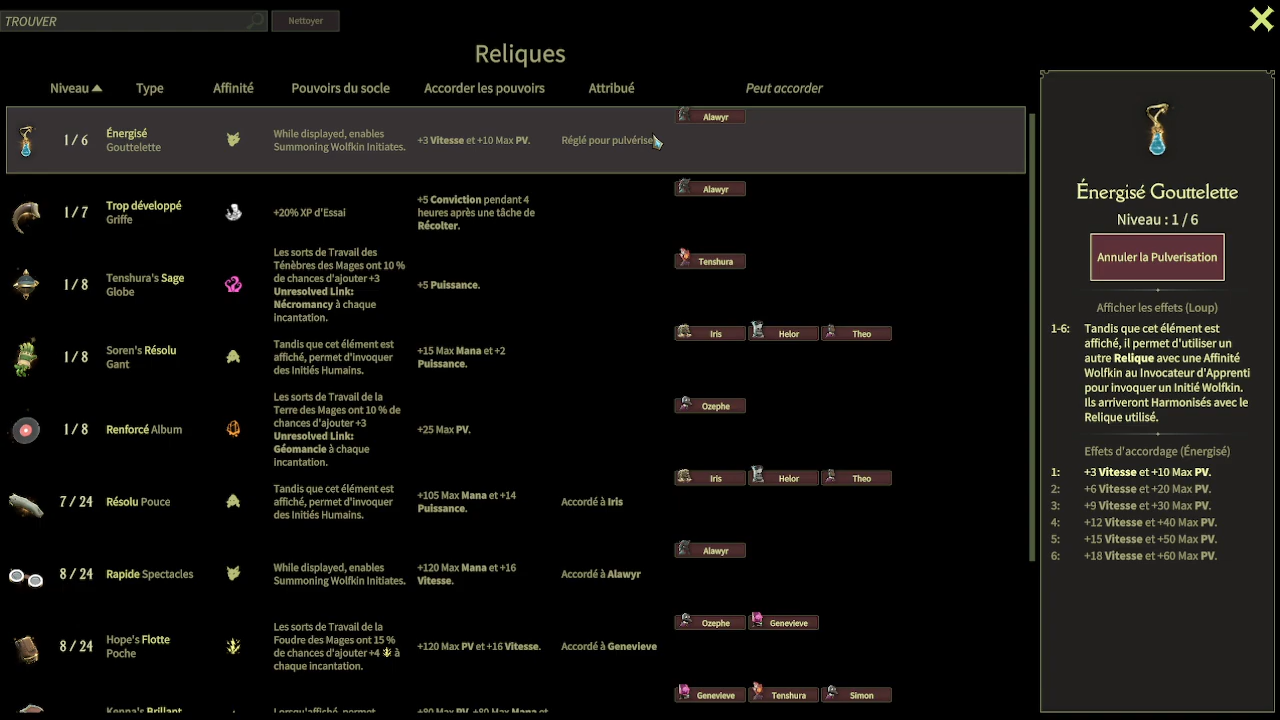 TROUVER
Nettoyer
Reliques
Niveau
Type
Affinité
Pouvoirs du socle
Accorder les pouvoirs
Attribué
Peut accorder
1 / 6
Énergisé
Gouttelette
While displayed, enables
Summoning Wolfkin Initiates.
+3 Vitesse et +10 Max PV.
Réglé pour pulvérise
Alawyr
1 / 7
Trop développé
Griffe
+20% XP d'Essai
+5 Conviction pendant 4
heures après une tâche de
Récolter.
Alawyr
1 / 8
Tenshura's Sage
Globe
Les sorts de Travail des
Ténèbres des Mages ont 10 %
de chances d'ajouter +3
Unresolved Link:
Nécromancy à chaque
incantation.
+5 Puissance.
Tenshura
1 / 8
Soren's Résolu
Gant
Tandis que cet élément est
affiché, permet d'invoquer
des Initiés Humains.
+15 Max Mana et +2
Puissance.
Iris
Helor
Theo
1 / 8
Renforcé Album
Les sorts de Travail de la
Terre des Mages ont 10 %
de chances d'ajouter +3
Unresolved Link:
Géomancie à chaque
incantation.
+25 Max PV.
Ozephe
7 / 24
Résolu Pouce
Tandis que cet élément est
affiché, permet d'invoquer
des Initiés Humains.
+105 Max Mana et +14
Puissance.
Accordé à Iris
Iris
Helor
Theo
8 / 24
Rapide Spectacles
While displayed, enables
Summoning Wolfkin Initiates.
+120 Max Mana et +16
Vitesse.
Accordé à Alawyr
Alawyr
8 / 24
Hope's Flotte
Poche
Les sorts de Travail de la
Foudre des Mages ont 15 %
de chances d'ajouter +4 à
chaque incantation.
+120 Max PV et +16 Vitesse.
Accordé à Genevieve
Ozephe
Genevieve
Kenna's Brillant
Lorsqu'affiché, permet
+80 Max PV, +80 Max Mana et
Genevieve
Tenshura
Simon
Énergisé Gouttelette
Niveau : 1 / 6
Annuler la Pulverisation
Afficher les effets (Loup)
1-6: Tandis que cet élément est
affiché, il permet d'utiliser un
autre Relique avec une Affinité
Wolfkin au Invocateur d'Apprenti
pour invoquer un Initié Wolfkin.
Ils arriveront Harmonisés avec le
Relique utilisé.
Effets d'accordage (Énergisé)
1: +3 Vitesse et +10 Max PV.
2: +6 Vitesse et +20 Max PV.
3: +9 Vitesse et +30 Max PV.
4: +12 Vitesse et +40 Max PV.
5: +15 Vitesse et +50 Max PV.
6: +18 Vitesse et +60 Max PV.